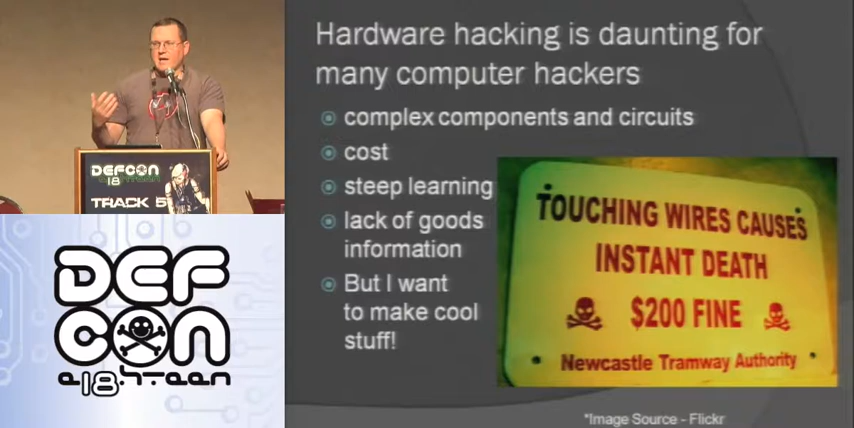 DEFCON
18
TRACK 5
DEF
CON
e18hteen
Hardware hacking is daunting for
many computer hackers
complex components and circuits
cost
steep learning
lack of goods
information
But I want
to make cool
stuff!
TOUCHING WIRES CAUSES
INSTANT DEATH
$200 FINE
Newcastle Tramway Authority
*Image Source - Flickr